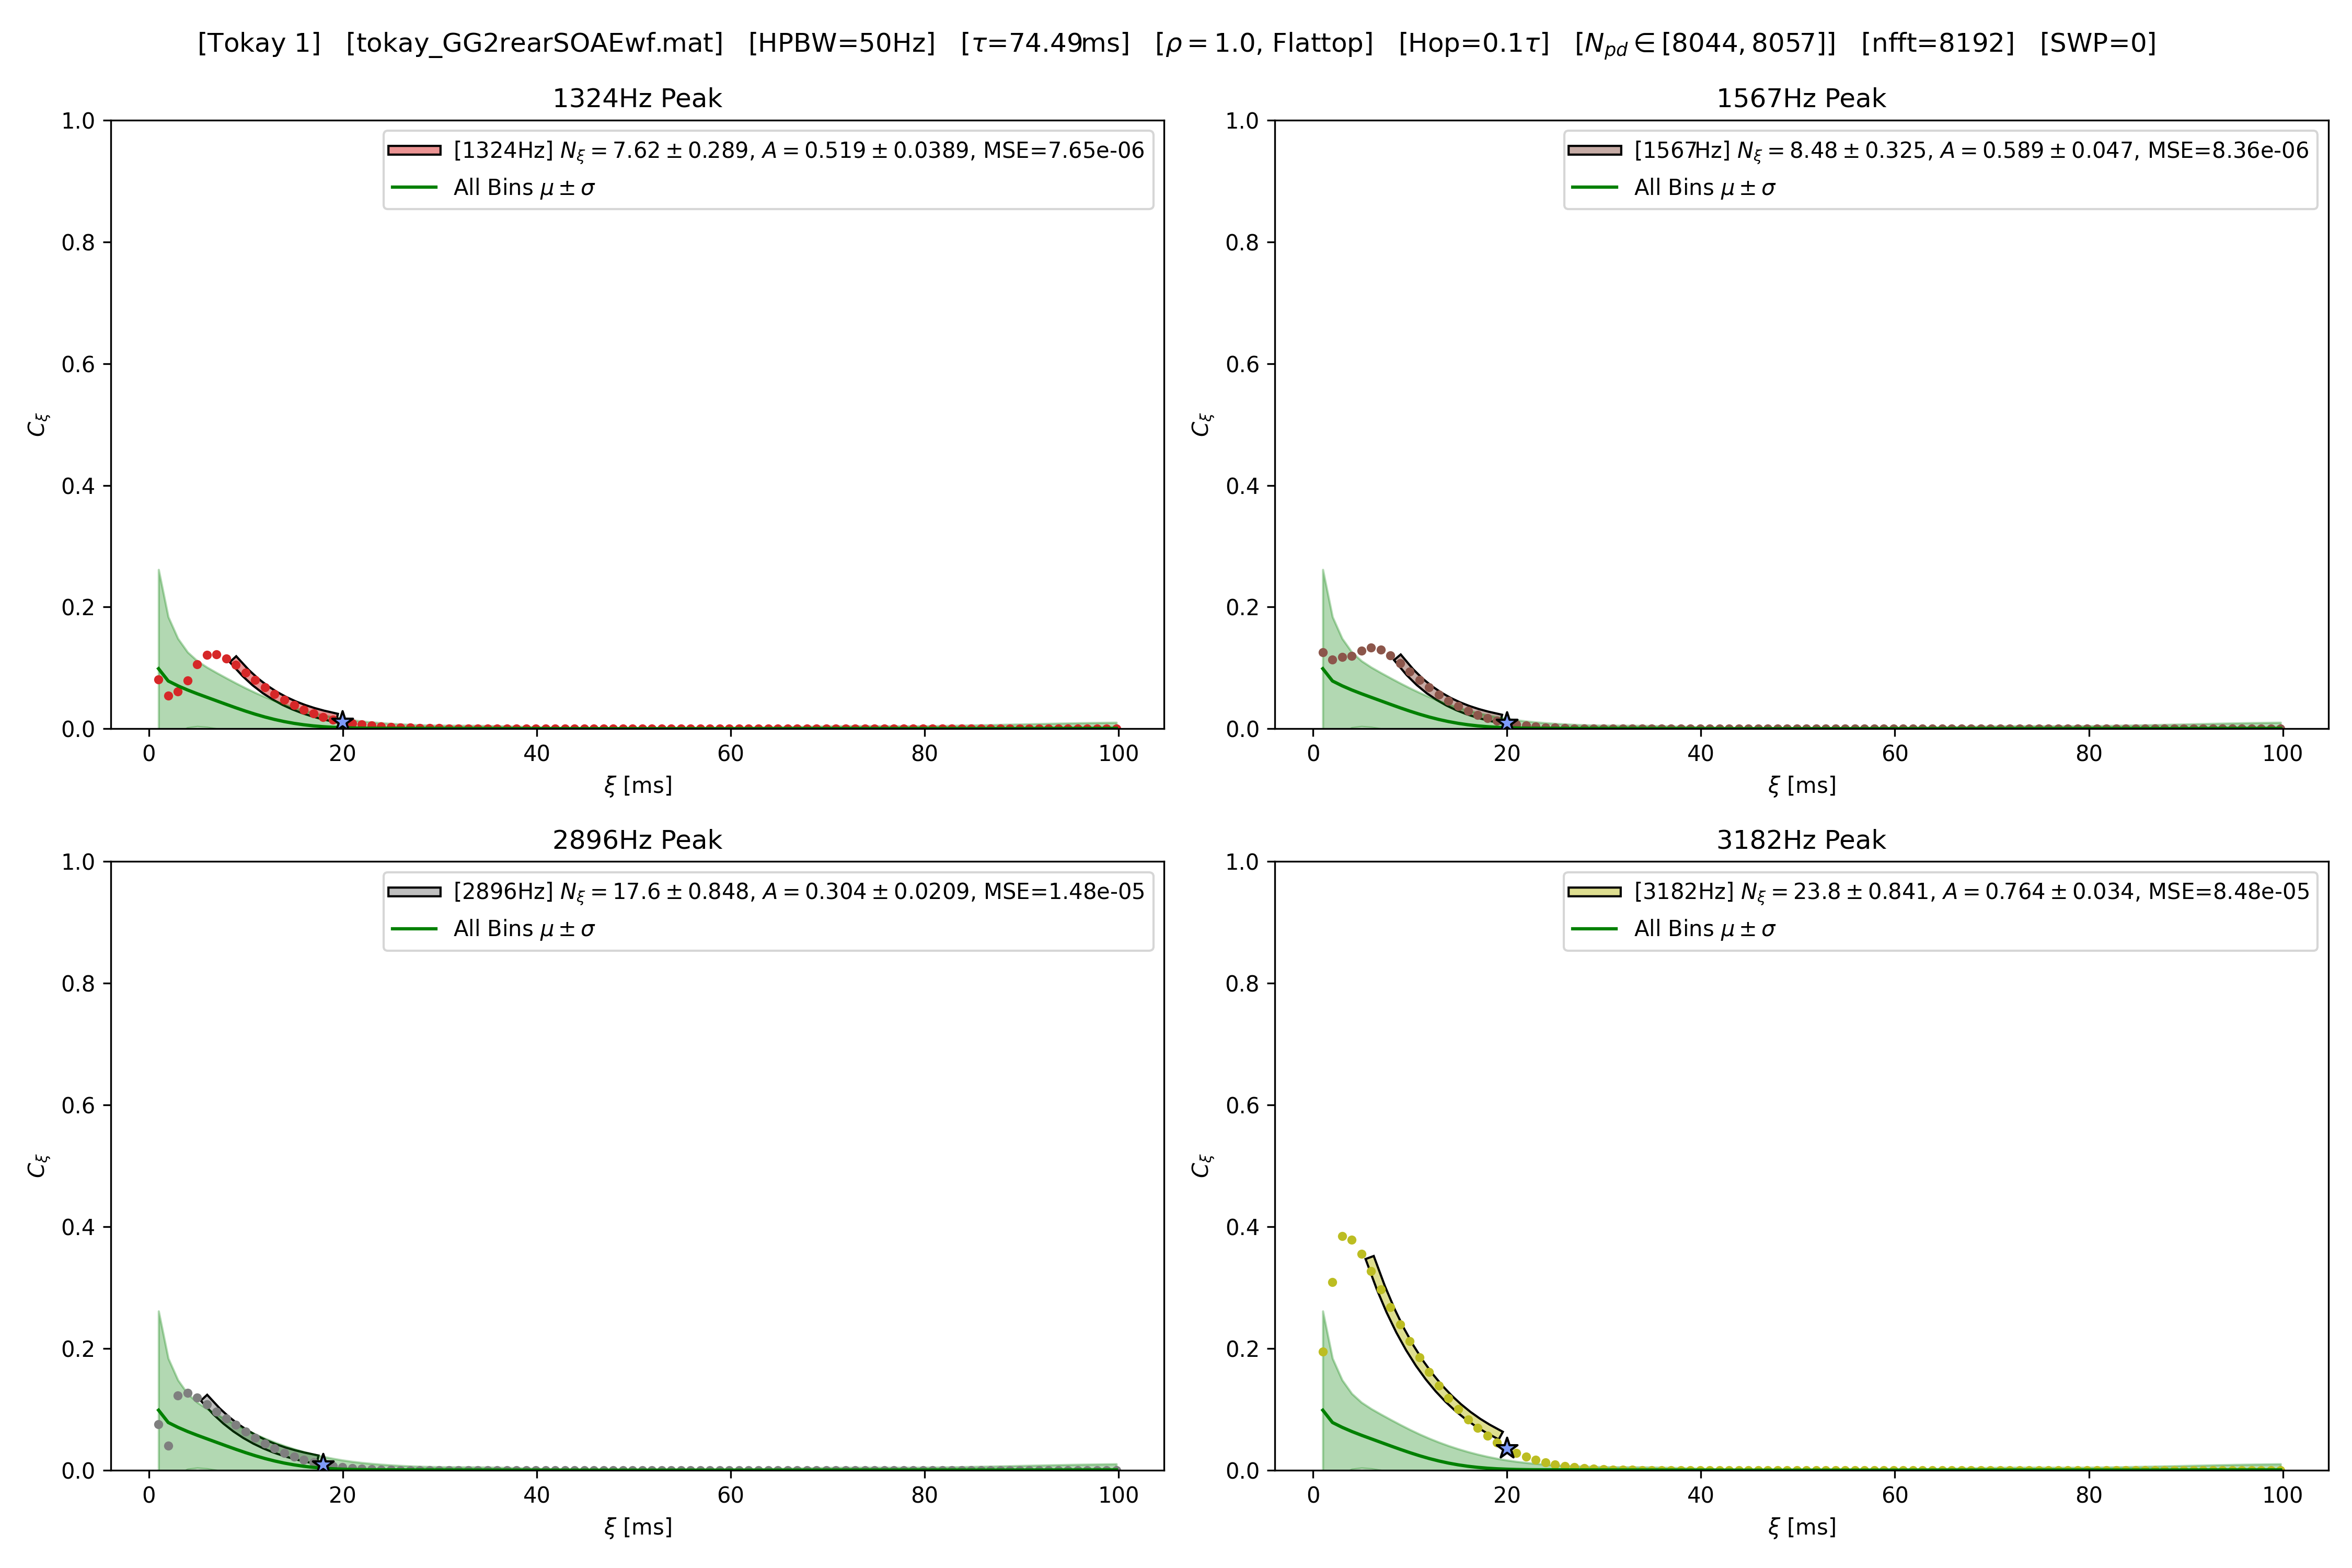 [Tokay 1] [tokay_GG2rearSOAEwf.mat] [HPBW=50Hz] [τ=74.49ms] [ρ = 1.0, Flattop] [Hop=0.1τ] [N_pd ∈ [8044, 8057]] [nfft=8192] [SWP=0]
1324Hz Peak
[1324Hz] N_ξ = 7.62 ± 0.289, A = 0.519 ± 0.0389, MSE=7.65e-06
All Bins μ ± σ
1.0
0.8
0.6
0.4
0.2
0.0
C_ξ
0 20 40 60 80 100
ξ [ms]
1567Hz Peak
[1567Hz] N_ξ = 8.48 ± 0.325, A = 0.589 ± 0.047, MSE=8.36e-06
All Bins μ ± σ
1.0
0.8
0.6
0.4
0.2
0.0
C_ξ
0 20 40 60 80 100
ξ [ms]
2896Hz Peak
[2896Hz] N_ξ = 17.6 ± 0.848, A = 0.304 ± 0.0209, MSE=1.48e-05
All Bins μ ± σ
1.0
0.8
0.6
0.4
0.2
0.0
C_ξ
0 20 40 60 80 100
ξ [ms]
3182Hz Peak
[3182Hz] N_ξ = 23.8 ± 0.841, A = 0.764 ± 0.034, MSE=8.48e-05
All Bins μ ± σ
1.0
0.8
0.6
0.4
0.2
0.0
C_ξ
0 20 40 60 80 100
ξ [ms]